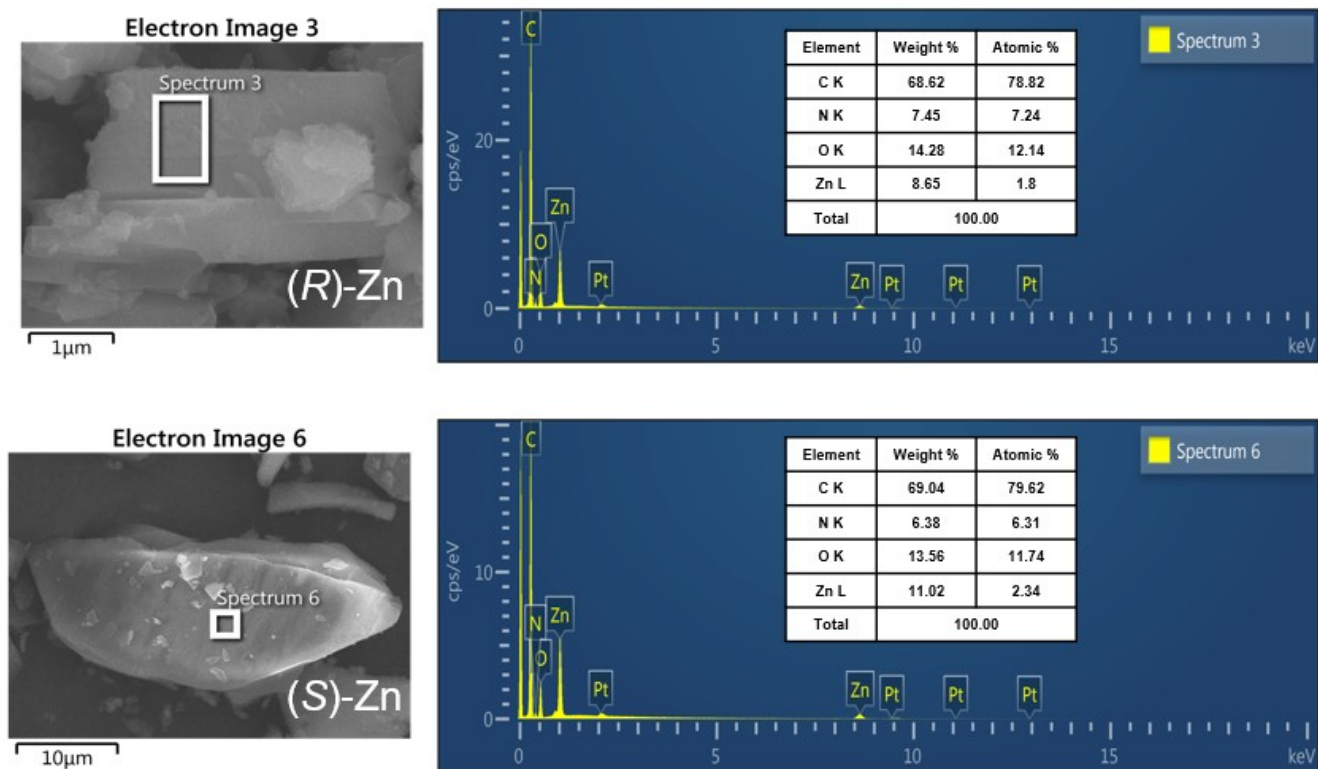 Electron Image 3
Spectrum 3
(R)-Zn
1µm
C
Zn
O
N
Pt
Zn
Pt
Pt
Pt
cps/eV
20
0
0
5
10
15
keV
Element Weight % Atomic %
C K 68.62 78.82
N K 7.45 7.24
O K 14.28 12.14
Zn L 8.65 1.8
Total 100.00
Spectrum 3
Electron Image 6
Spectrum 6
(S)-Zn
10µm
C
N
Zn
O
Pt
Zn
Pt
Pt
Pt
cps/eV
10
0
0
5
10
15
keV
Element Weight % Atomic %
C K 69.04 79.62
N K 6.38 6.31
O K 13.56 11.74
Zn L 11.02 2.34
Total 100.00
Spectrum 6